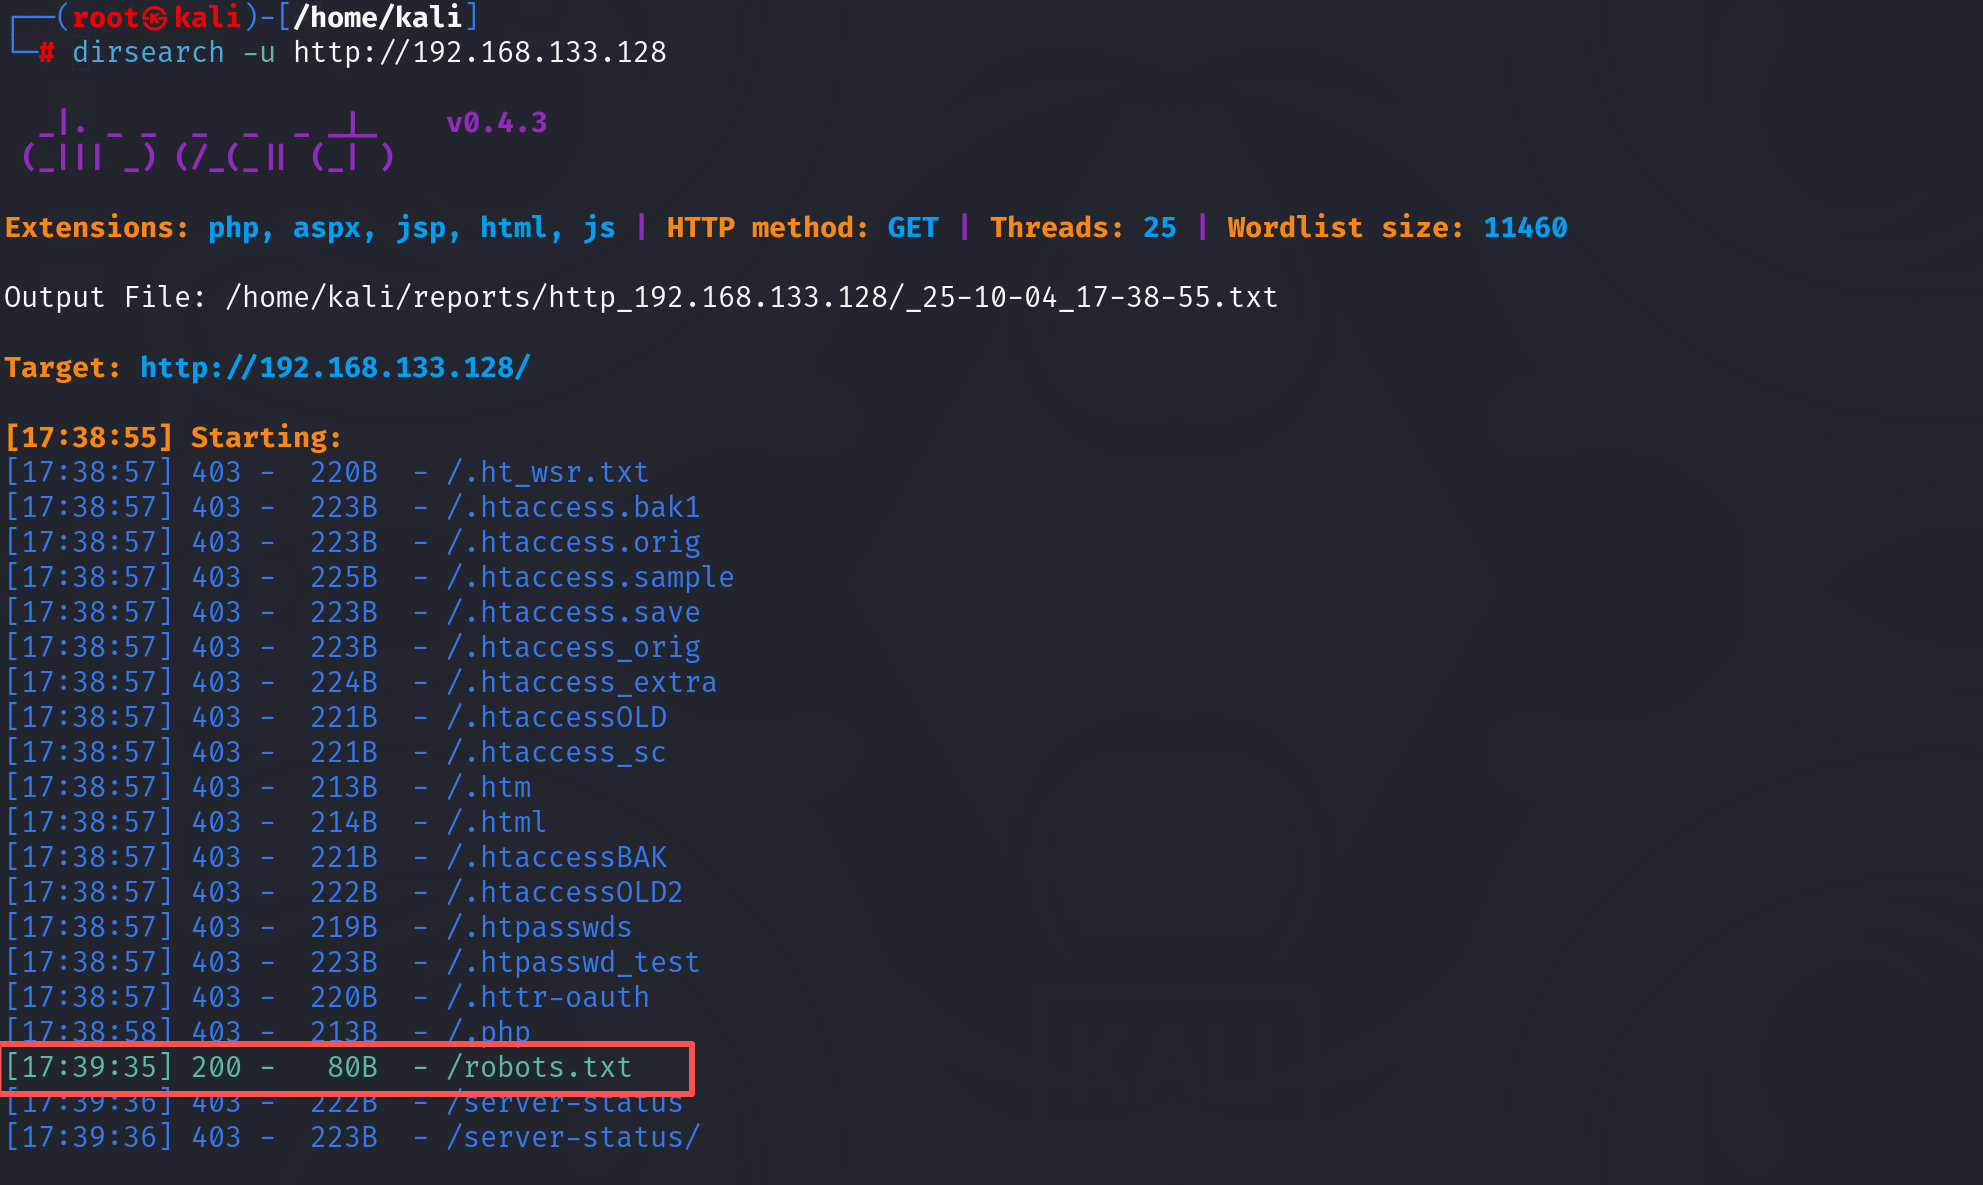 ┌──(root㉿kali)-[/home/kali]
└─# dirsearch -u http://192.168.133.128

  _|. _ _  _  _  _ _|_    v0.4.3
 (_||| _) (/_(_|| (_| )

Extensions: php, aspx, jsp, html, js | HTTP method: GET | Threads: 25 | Wordlist size: 11460

Output File: /home/kali/reports/http_192.168.133.128/_25-10-04_17-38-55.txt

Target: http://192.168.133.128/

[17:38:55] Starting:
[17:38:57] 403 -  220B  - /.ht_wsr.txt
[17:38:57] 403 -  223B  - /.htaccess.bak1
[17:38:57] 403 -  223B  - /.htaccess.orig
[17:38:57] 403 -  225B  - /.htaccess.sample
[17:38:57] 403 -  223B  - /.htaccess.save
[17:38:57] 403 -  223B  - /.htaccess_orig
[17:38:57] 403 -  224B  - /.htaccess_extra
[17:38:57] 403 -  221B  - /.htaccessOLD
[17:38:57] 403 -  221B  - /.htaccess_sc
[17:38:57] 403 -  213B  - /.htm
[17:38:57] 403 -  214B  - /.html
[17:38:57] 403 -  221B  - /.htaccessBAK
[17:38:57] 403 -  222B  - /.htaccessOLD2
[17:38:57] 403 -  219B  - /.htpasswds
[17:38:57] 403 -  223B  - /.htpasswd_test
[17:38:57] 403 -  220B  - /.httr-oauth
[17:38:58] 403 -  213B  - /.php
[17:39:35] 200 -   80B  - /robots.txt
[17:39:36] 403 -  222B  - /server-status
[17:39:36] 403 -  223B  - /server-status/